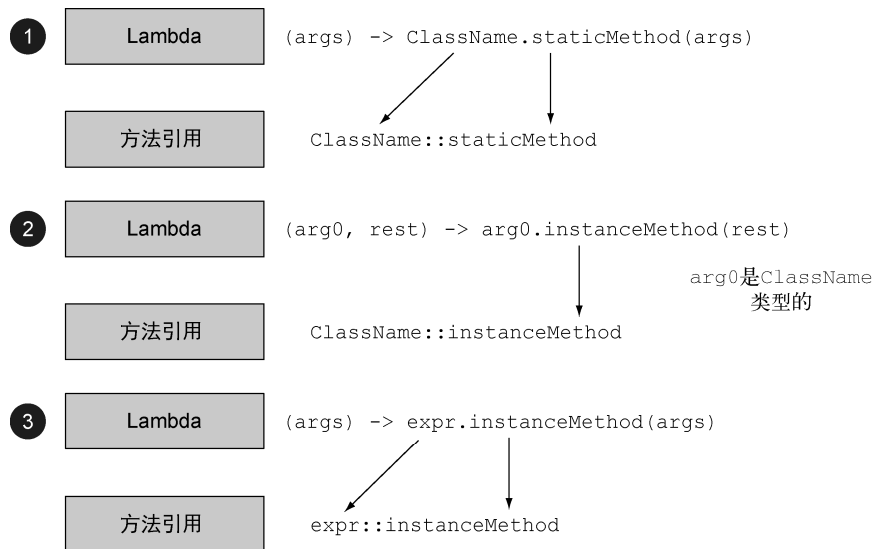 1 Lambda (args) -> ClassName.staticMethod(args)
方法引用 ClassName::staticMethod
2 Lambda (arg0, rest) -> arg0.instanceMethod(rest)
arg0是ClassName
类型的
方法引用 ClassName::instanceMethod
3 Lambda (args) -> expr.instanceMethod(args)
方法引用 expr::instanceMethod